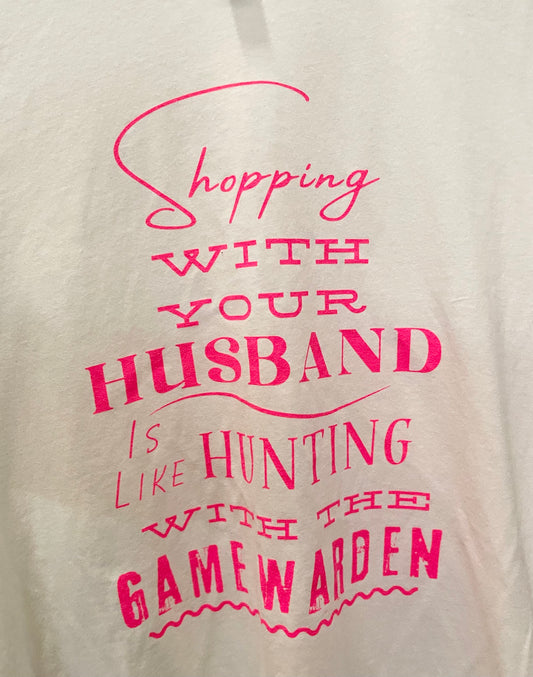 Shopping
WITH
YOUR
HUSBAND
IS
LIKE HUNTING
WITH THE
GAMEWARDEN